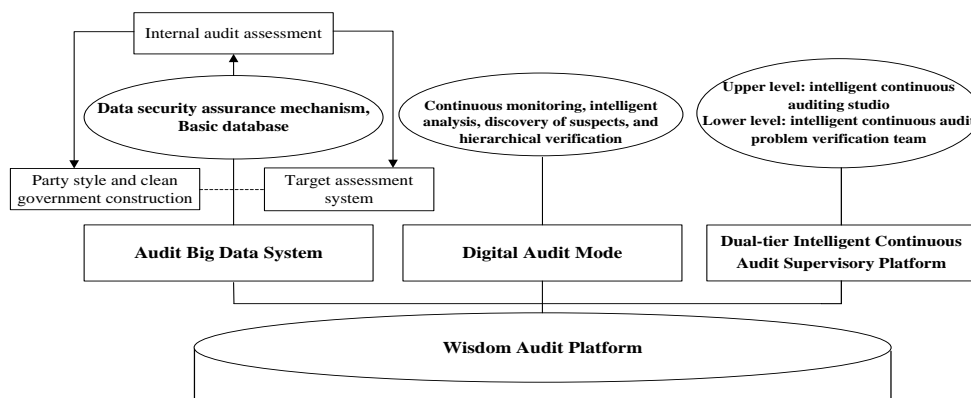 Internal audit assessment
Data security assurance mechanism,
Basic database
Continuous monitoring, intelligent
analysis, discovery of suspects, and
hierarchical verification
Upper level: intelligent continuous
auditing studio
Lower level: intelligent continuous audit
problem verification team
Party style and clean
government construction
Target assessment
system
Audit Big Data System
Digital Audit Mode
Dual-tier Intelligent Continuous
Audit Supervisory Platform
Wisdom Audit Platform